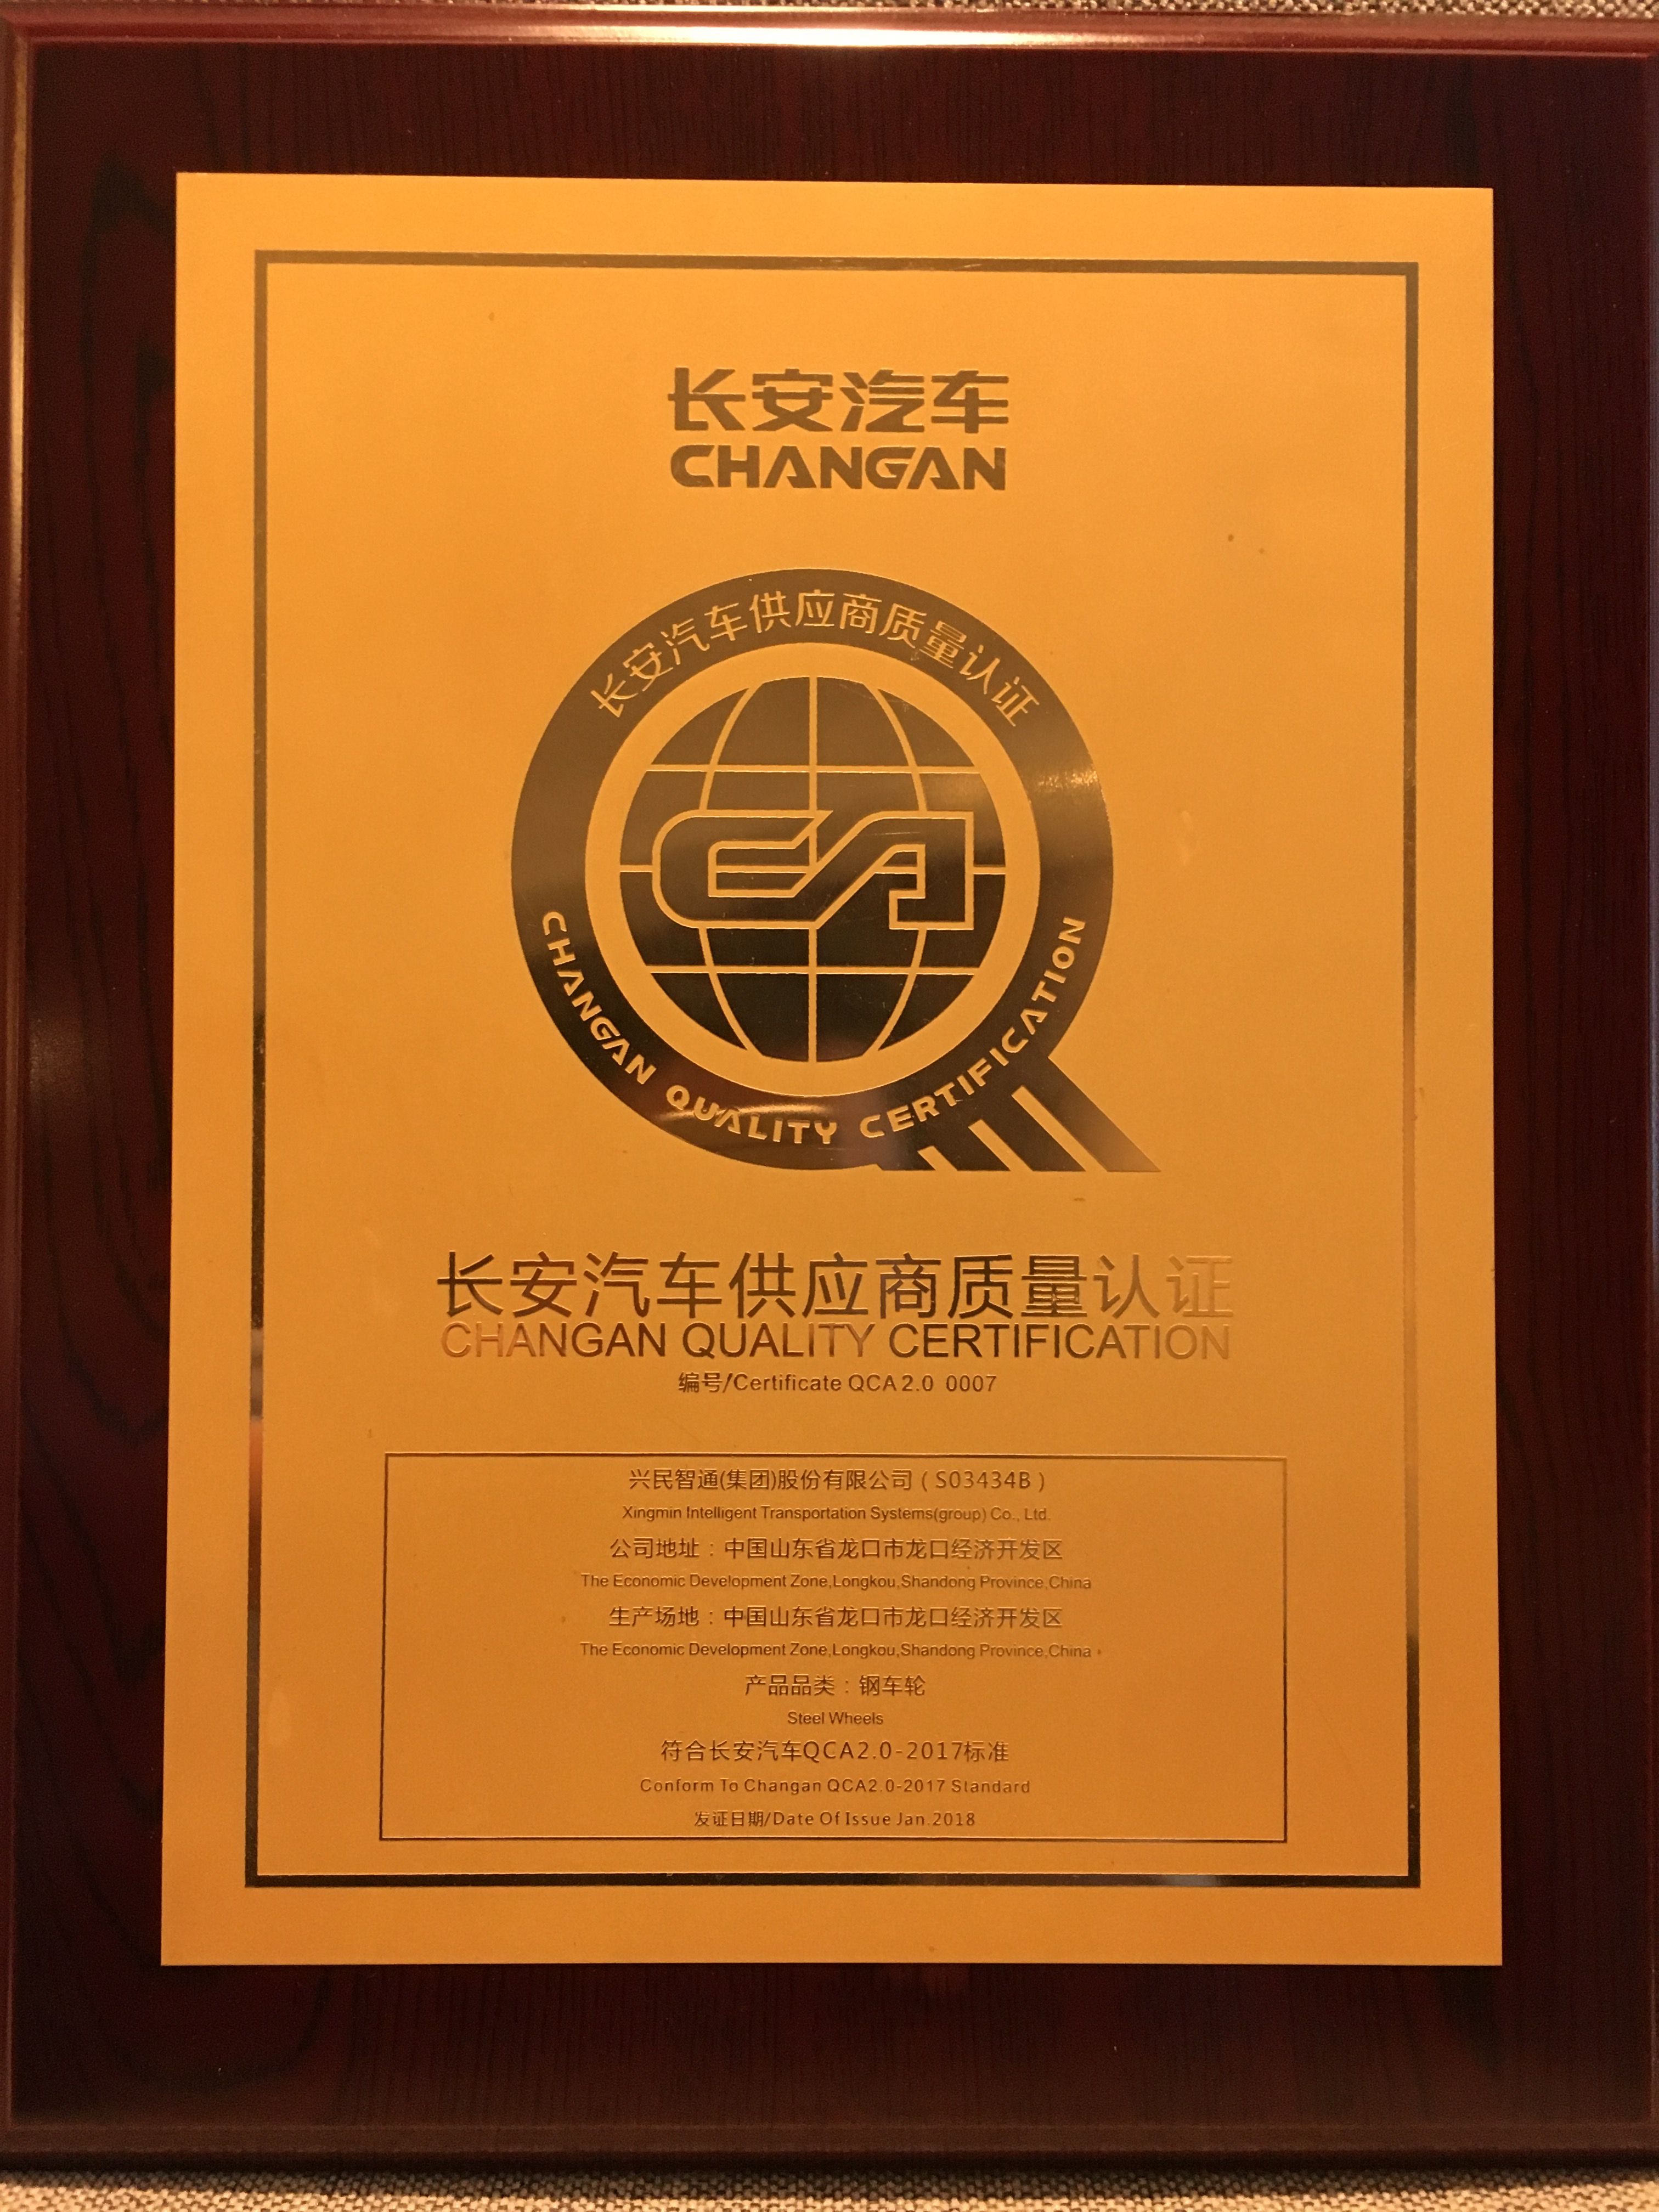 长安汽车
CHANGAN
长安汽车供应商质量认证
CA
CHANGAN QUALITY CERTIFICATION
长安汽车供应商质量认证
CHANGAN QUALITY CERTIFICATION
编号/Certificate QCA2.0 0007
兴民智通(集团)股份有限公司(S03434B)
Xingmin Intelligent Transportation Systems(group) Co., Ltd.
公司地址:中国山东省龙口市龙口经济开发区
The Economic Development Zone,Longkou,Shandong Province,China
生产场地:中国山东省龙口市龙口经济开发区
The Economic Development Zone,Longkou,Shandong Province,China
产品品类:钢车轮
Steel Wheels
符合长安汽车QCA2.0-2017标准
Conform To Changan QCA2.0-2017 Standard
发证日期/Date Of Issue Jan.2018